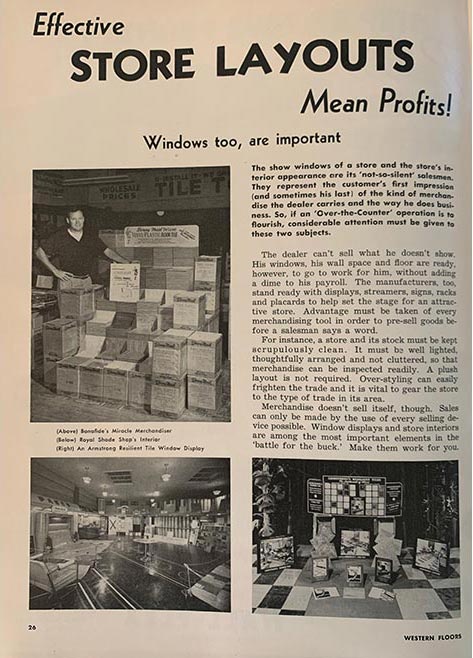 Effective
STORE LAYOUTS
Mean Profits!
Windows too, are important
WHOLESALE
PRICES
TILE
The show windows of a store and the store's in-
terior appearance are its 'not-so-silent' salesmen.
They represent the customer's first impression
(and sometimes his last) of the kind of merchan-
dise the dealer carries and the way he does busi-
ness. So, if an 'Over-the-Counter' operation is to
flourish, considerable attention must be given to
these two subjects.
The dealer can't sell what he doesn't show.
His windows, his wall space and floor are ready,
however, to go to work for him, without adding
a dime to his payroll. The manufacturers, too,
stand ready with displays, streamers, signs, racks
and placards to help set the stage for an attrac-
tive store. Advantage must be taken of every
merchandising tool in order to pre-sell goods be-
fore a salesman says a word.
For instance, a store and its stock must be kept
scrupulously clean. It must be well lighted,
thoughtfully arranged and not cluttered, so that
merchandise can be inspected readily. A plush
layout is not required. Over-styling can easily
frighten the trade and it is vital to gear the store
to the type of trade in its area.
Merchandise doesn't sell itself, though. Sales
can only be made by the use of every selling de-
vice possible. Window displays and store interiors
are among the most important elements in the
'battle for the buck.' Make them work for you.
(Above) Bonafide's Miracle Merchandiser
(Below) Royal Shade Shop's Interior
(Right) An Armstrong Resilient Tile Window Display
26
WESTERN FLOORS